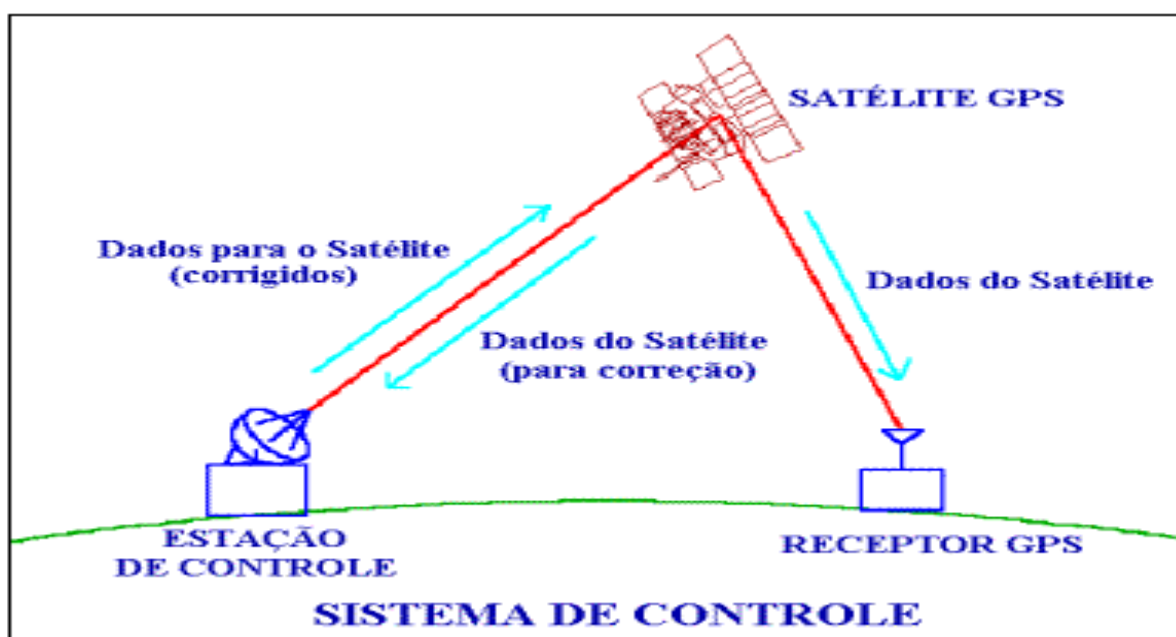 SATÉLITE GPS
Dados para o Satélite
(corrigidos)
Dados do Satélite
Dados do Satélite
(para correção)
ESTAÇÃO
DE CONTROLE
RECEPTOR GPS
SISTEMA DE CONTROLE